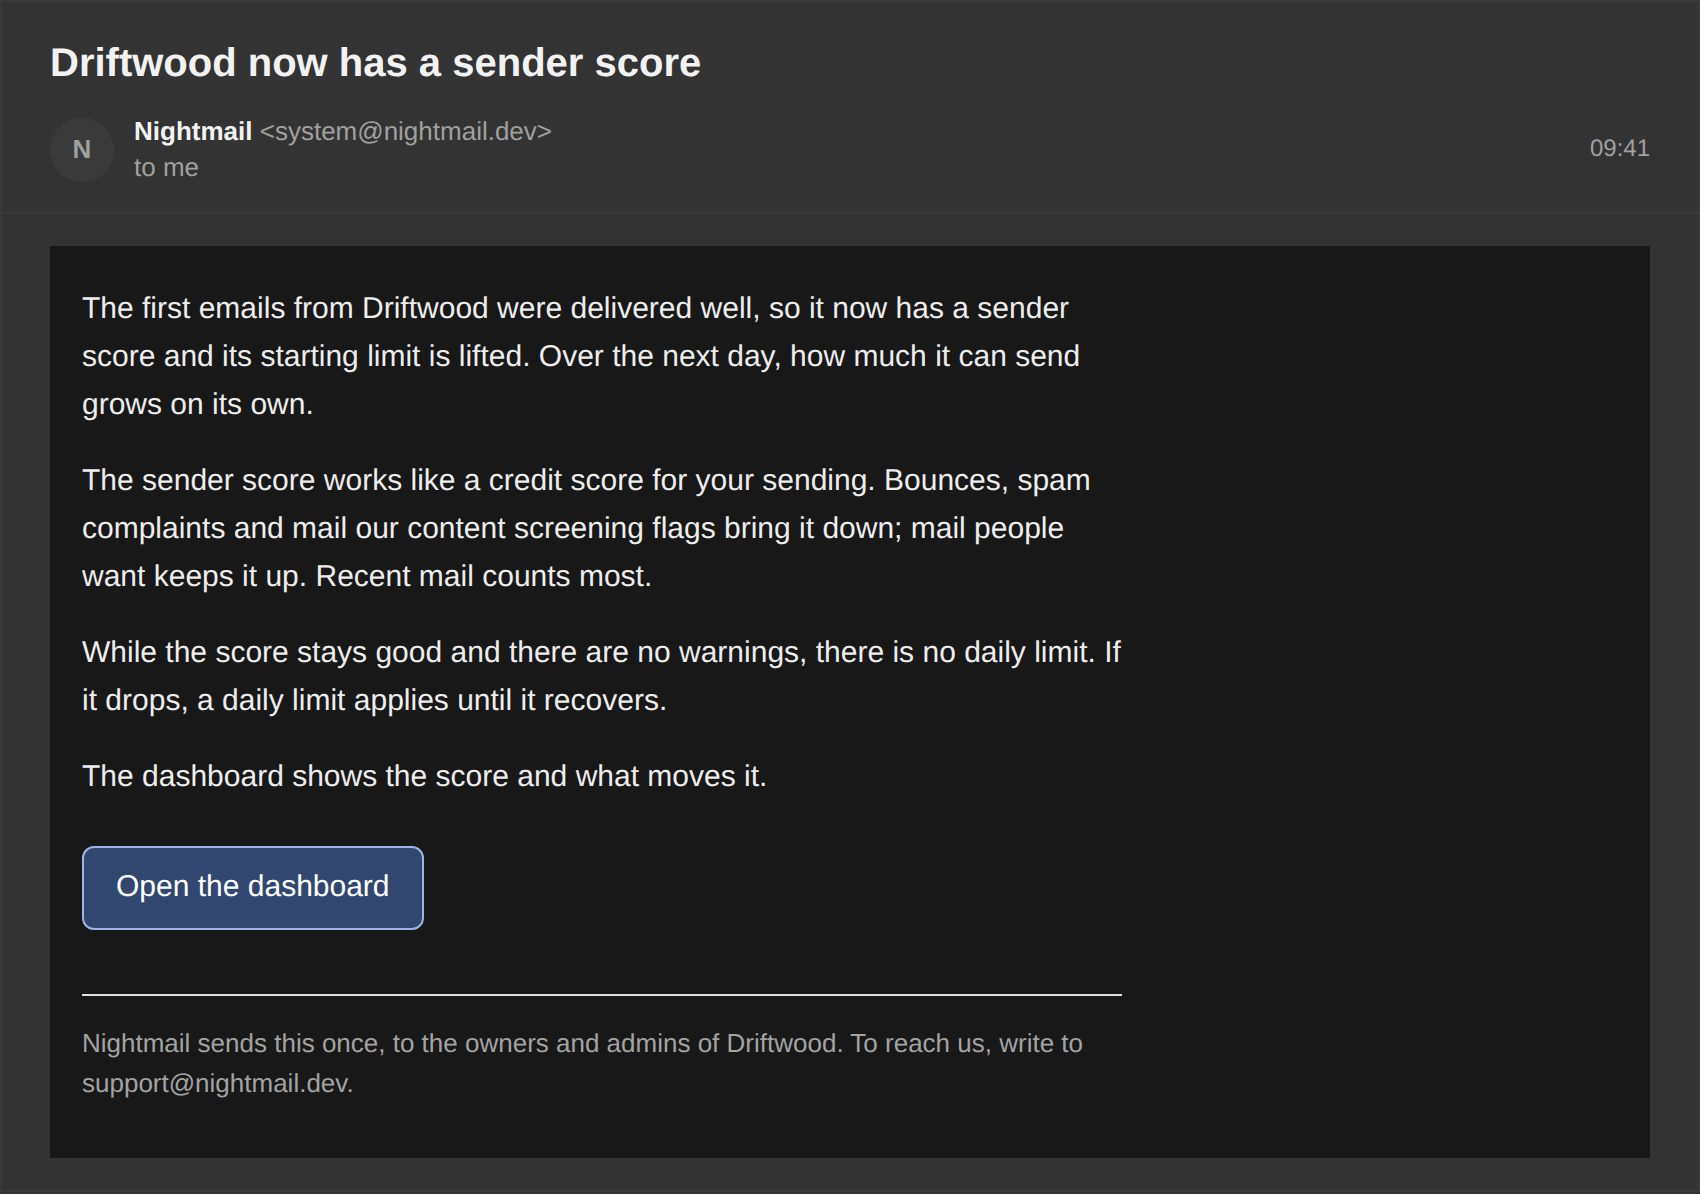 Driftwood now has a sender score
N
Nightmail <system@nightmail.dev>
to me
09:41
The first emails from Driftwood were delivered well, so it now has a sender
score and its starting limit is lifted. Over the next day, how much it can send
grows on its own.
The sender score works like a credit score for your sending. Bounces, spam
complaints and mail our content screening flags bring it down; mail people
want keeps it up. Recent mail counts most.
While the score stays good and there are no warnings, there is no daily limit. If
it drops, a daily limit applies until it recovers.
The dashboard shows the score and what moves it.
Open the dashboard
Nightmail sends this once, to the owners and admins of Driftwood. To reach us, write to
support@nightmail.dev.